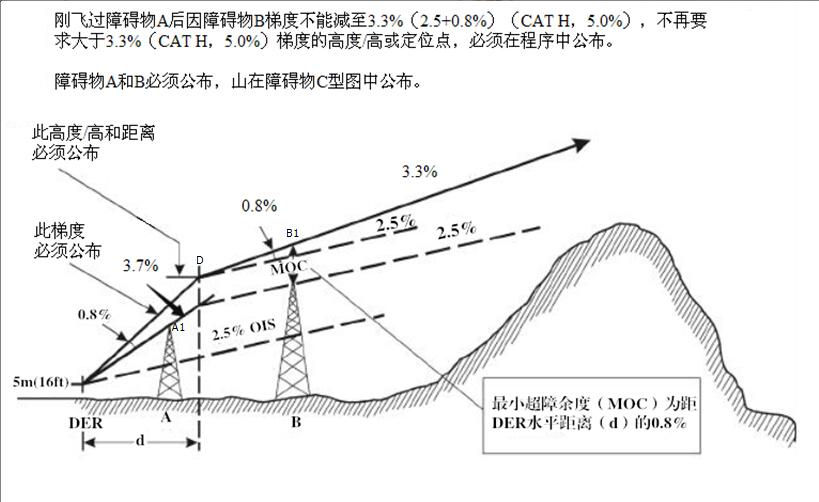 刚飞过障碍物A后因障碍物B梯度不能减至3.3%(2.5+0.8%)(CAT H，5.0%)，不再要
求大于3.3%(CAT H，5.0%)梯度的高度/高或定位点，必须在程序中公布。
障碍物A和B必须公布，山在障碍物C型图中公布。
此高度/高和距离
必须公布
3.3%
0.8%
此梯度
必须公布
B1
2.5%
2.5%
D
MOC
3.7%
0.8%
A1
2.5% OIS
5m(16ft)
DER
A
B
d
最小超障余度(MOC)为距
DER水平距离(d)的0.8%